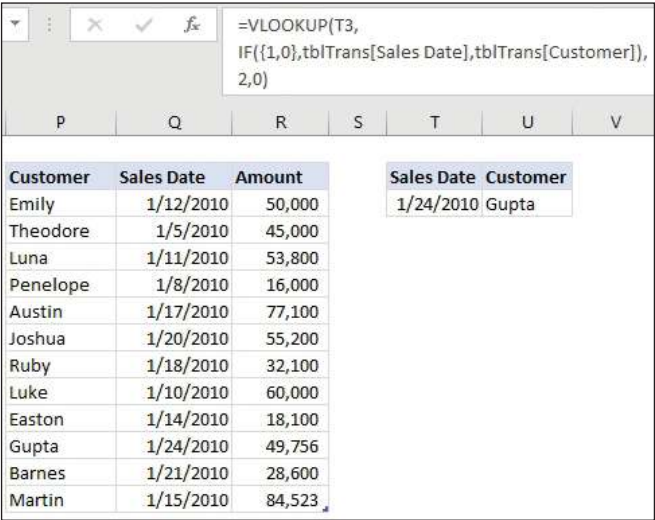 fx =VLOOKUP(T3,
IF({1,0},tblTrans[Sales Date],tblTrans[Customer]),
2,0)
P Q R S T U V
Customer Sales Date Amount Sales Date Customer
Emily 1/12/2010 50,000 1/24/2010 Gupta
Theodore 1/5/2010 45,000
Luna 1/11/2010 53,800
Penelope 1/8/2010 16,000
Austin 1/17/2010 77,100
Joshua 1/20/2010 55,200
Ruby 1/18/2010 32,100
Luke 1/10/2010 60,000
Easton 1/14/2010 18,100
Gupta 1/24/2010 49,756
Barnes 1/21/2010 28,600
Martin 1/15/2010 84,523